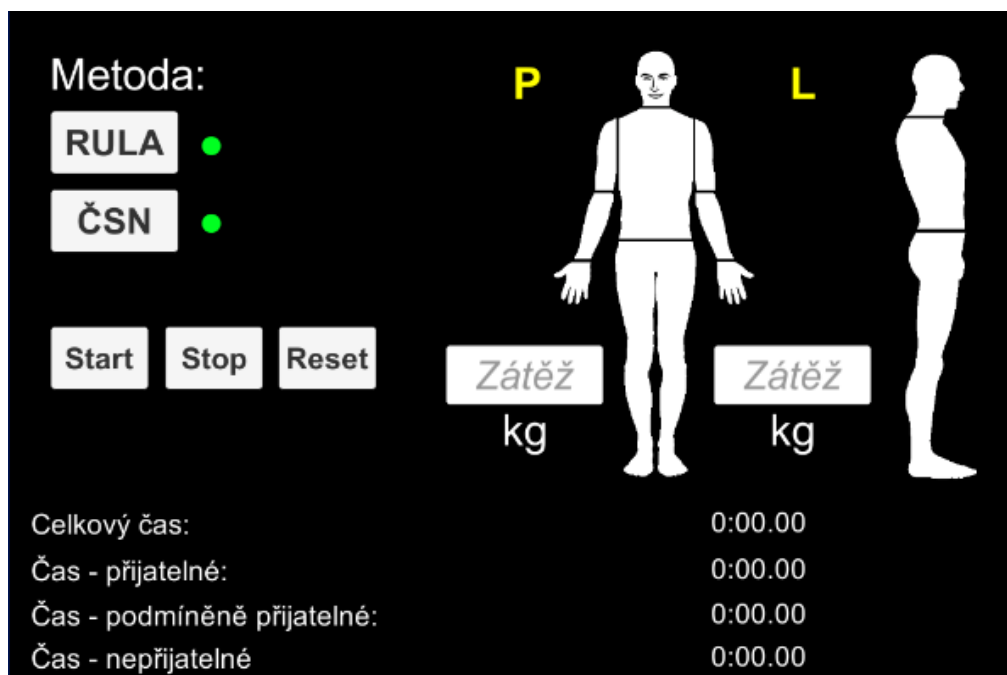 Metoda:
P L
RULA
ČSN
Start Stop Reset
Zátěž Zátěž
kg kg
Celkový čas: 0:00.00
Čas - přijatelné: 0:00.00
Čas - podmíněně přijatelné: 0:00.00
Čas - nepřijatelné 0:00.00